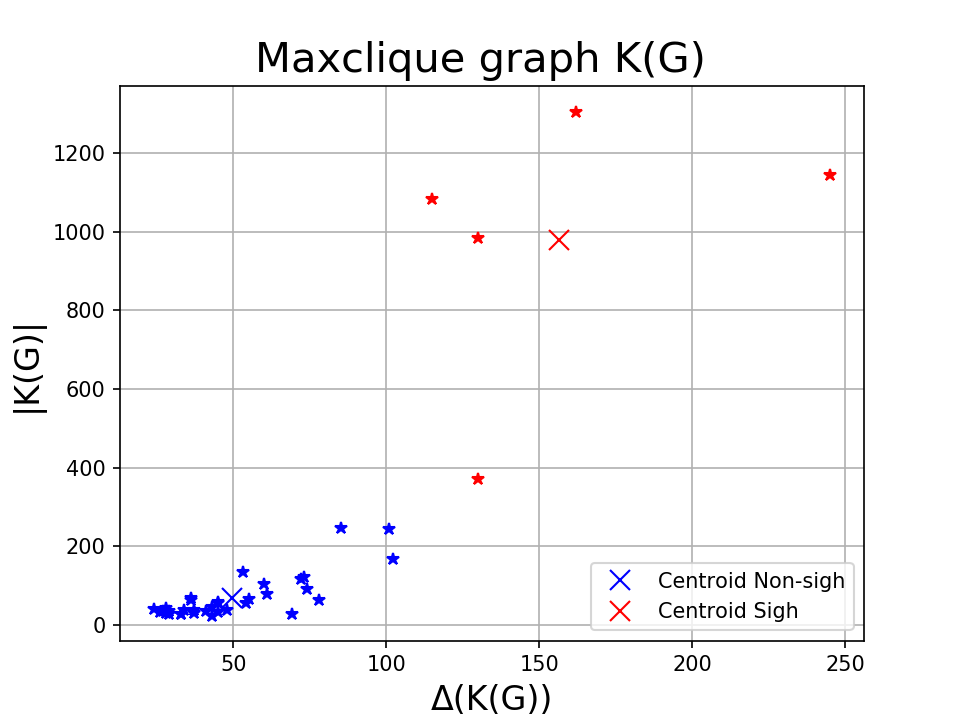 Maxclique graph K(G)
|K(G)|
1200
1000
800
600
400
200
0
50
100
150
200
250
Δ(K(G))
Centroid Non-sigh
Centroid Sigh